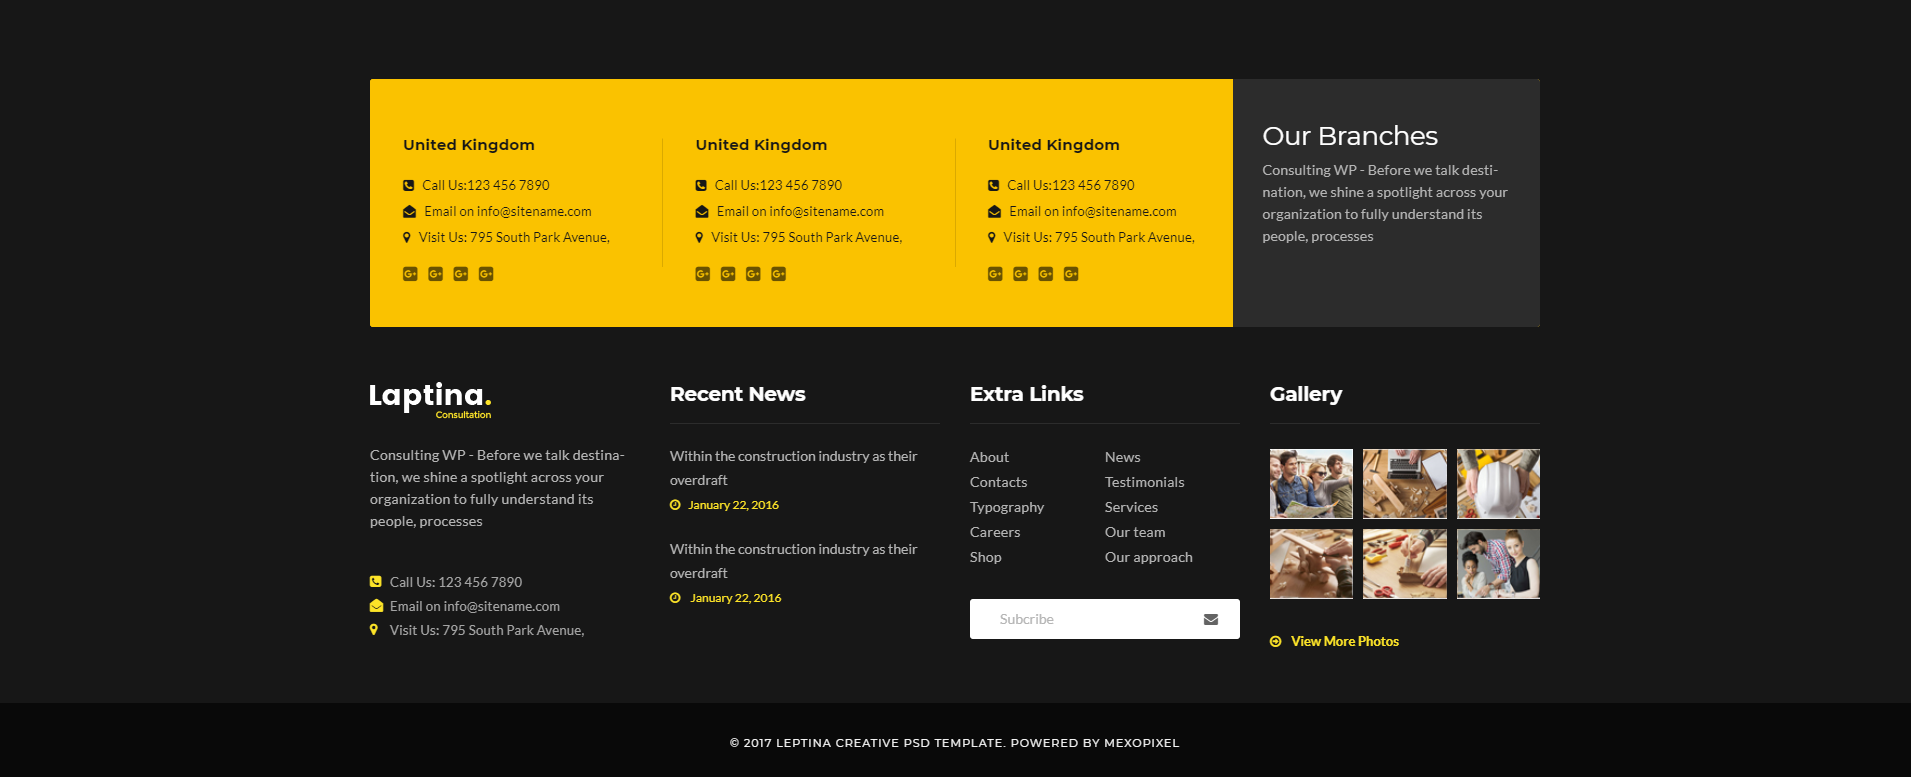 United Kingdom
Call Us:123 456 7890
Email on info@sitename.com
Visit Us: 795 South Park Avenue,
United Kingdom
Call Us:123 456 7890
Email on info@sitename.com
Visit Us: 795 South Park Avenue,
United Kingdom
Call Us:123 456 7890
Email on info@sitename.com
Visit Us: 795 South Park Avenue,
Our Branches
Consulting WP - Before we talk desti-
nation, we shine a spotlight across your
organization to fully understand its
people, processes
Laptina.
Consultation
Consulting WP - Before we talk destina-
tion, we shine a spotlight across your
organization to fully understand its
people, processes
Call Us: 123 456 7890
Email on info@sitename.com
Visit Us: 795 South Park Avenue,
Recent News
Within the construction industry as their
overdraft
January 22, 2016
Within the construction industry as their
overdraft
January 22, 2016
Extra Links
About
Contacts
Typography
Careers
Shop
News
Testimonials
Services
Our team
Our approach
Subcribe
Gallery
View More Photos
© 2017 LEPTINA CREATIVE PSD TEMPLATE. POWERED BY MEXOPIXEL